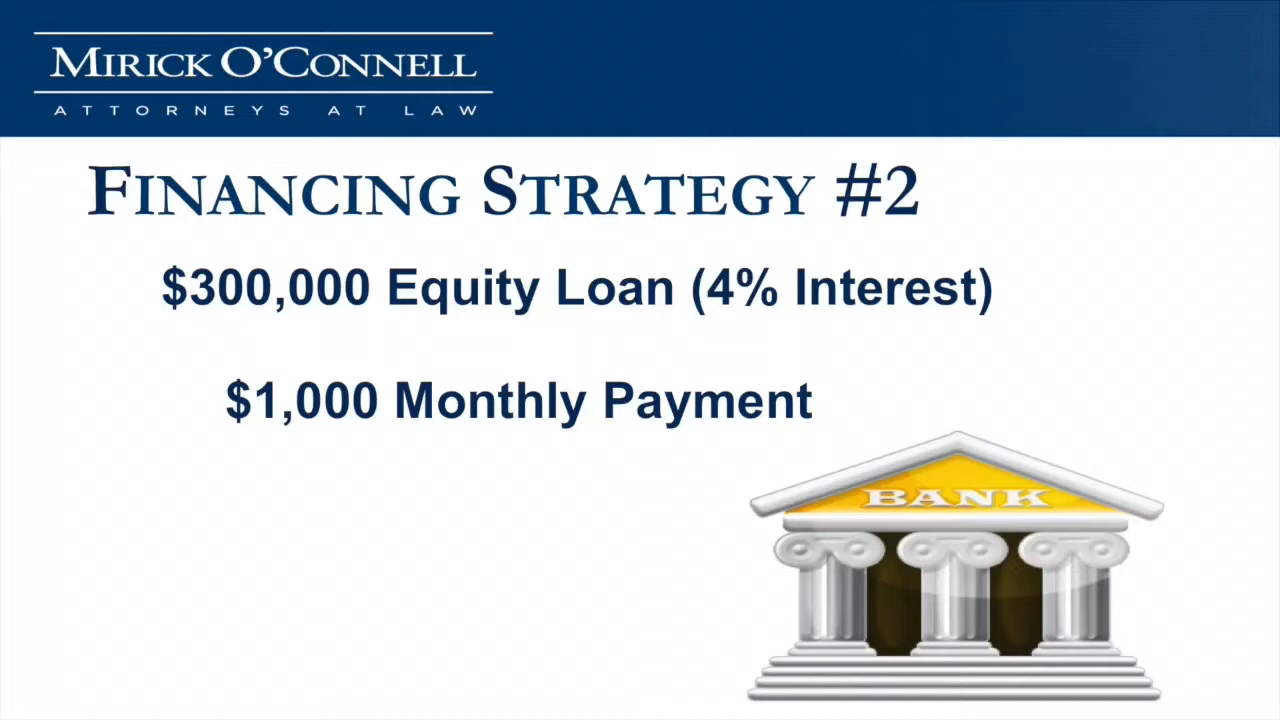 MIRICK O'CONNELL
ATTORNEYS AT LAW
FINANCING STRATEGY #2
$300,000 Equity Loan (4% Interest)
$1,000 Monthly Payment
BANK